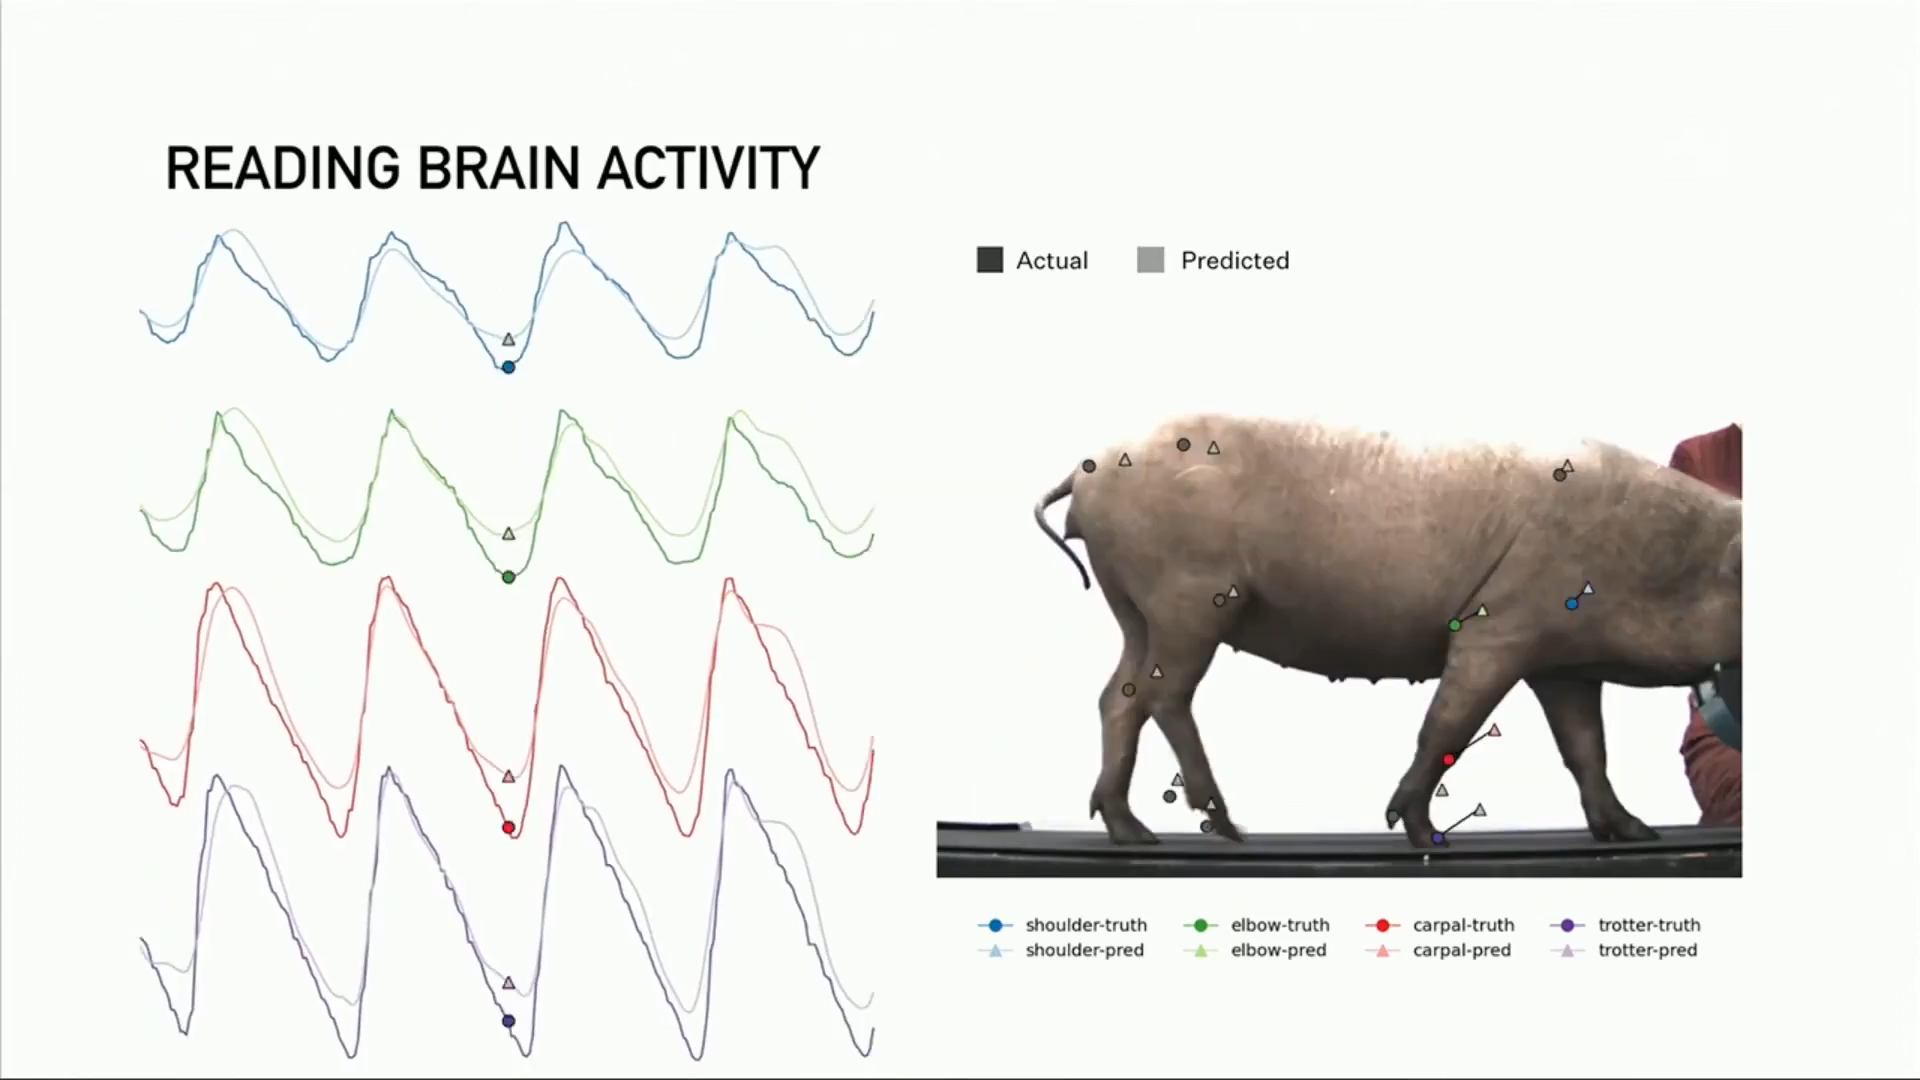 READING BRAIN ACTIVITY
Actual Predicted
shoulder-truth elbow-truth carpal-truth trotter-truth
shoulder-pred elbow-pred carpal-pred trotter-pred